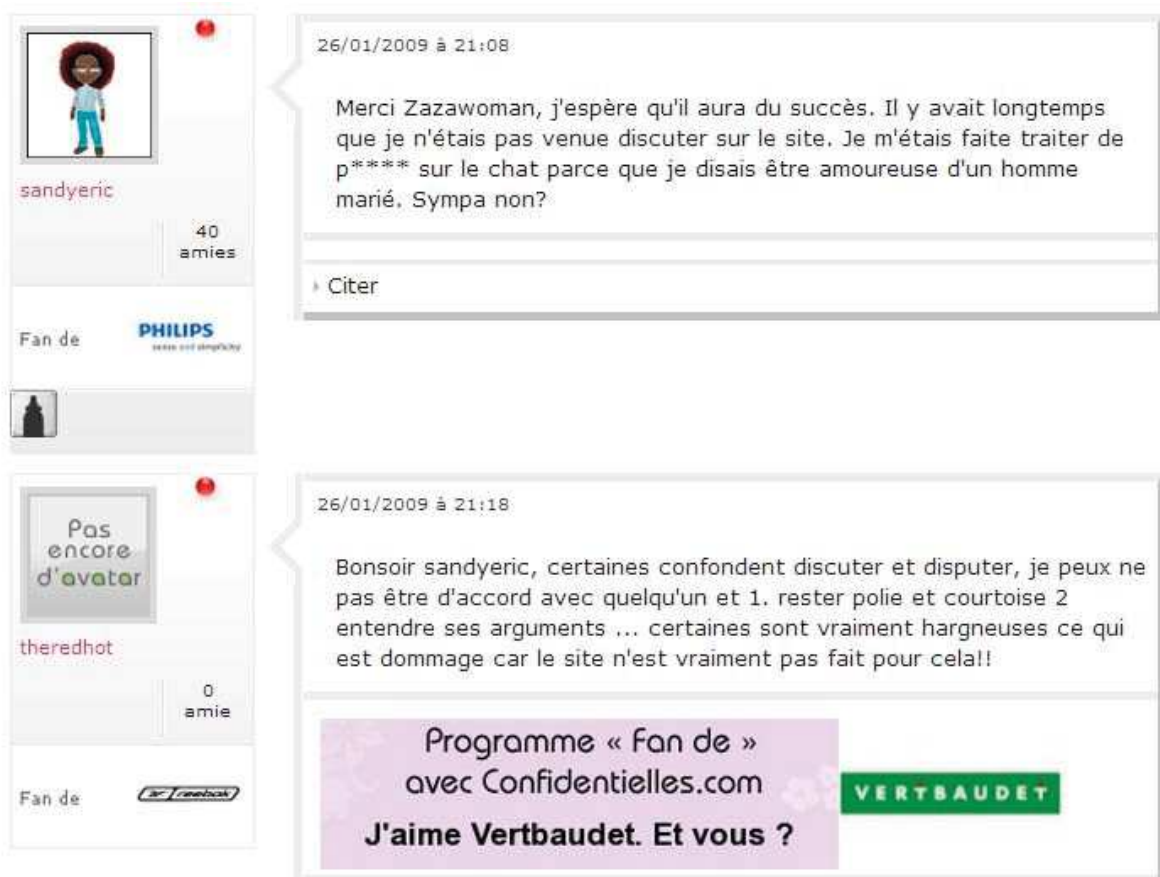 26/01/2009 à 21:08
Merci Zazawoman, j'espère qu'il aura du succès. Il y avait longtemps
que je n'étais pas venue discuter sur le site. Je m'étais faite traiter de
p**** sur le chat parce que je disais être amoureuse d'un homme
marié. Sympa non?
sandyeric
40
amies
Citer
Fan de
PHILIPS
sense and simplicity
26/01/2009 à 21:18
Pas
encore
d'avatar
Bonsoir sandyeric, certaines confondent discuter et disputer, je peux ne
pas être d'accord avec quelqu'un et 1. rester polie et courtoise 2
entendre ses arguments ... certaines sont vraiment hargneuses ce qui
est dommage car le site n'est vraiment pas fait pour cela!!
theredhot
0
amie
Fan de
Reebok
Programme « Fan de »
avec Confidentielles.com
J'aime Vertbaudet. Et vous ?
VERTBAUDET